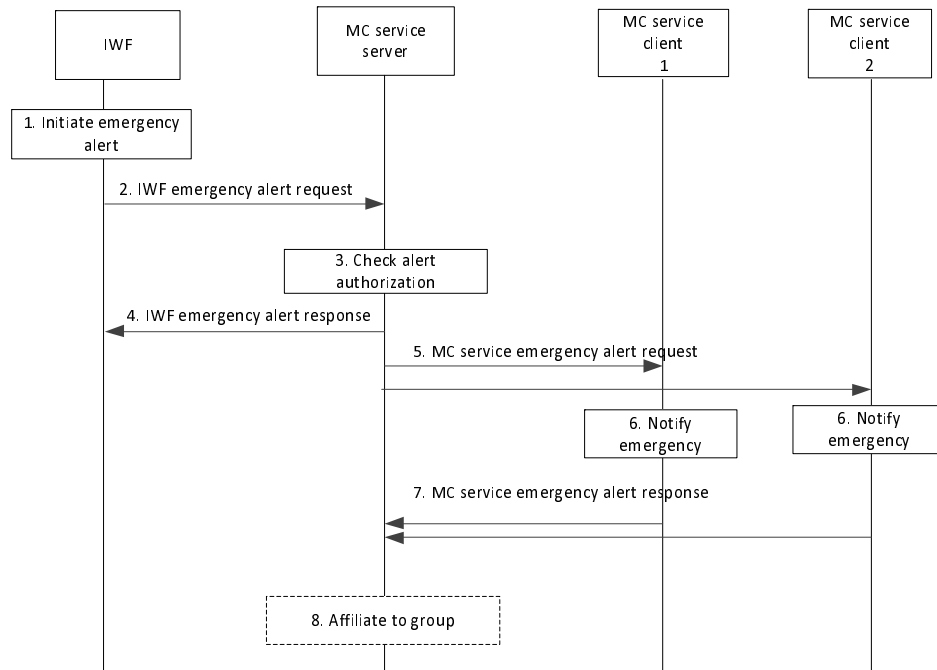 IWF
MC service
server
MC service
client
1
MC service
client
2
1. Initiate emergency
alert
2. IWF emergency alert request
3. Check alert
authorization
4. IWF emergency alert response
5. MC service emergency alert request
6. Notify
emergency
6. Notify
emergency
7. MC service emergency alert response
8. Affiliate to group